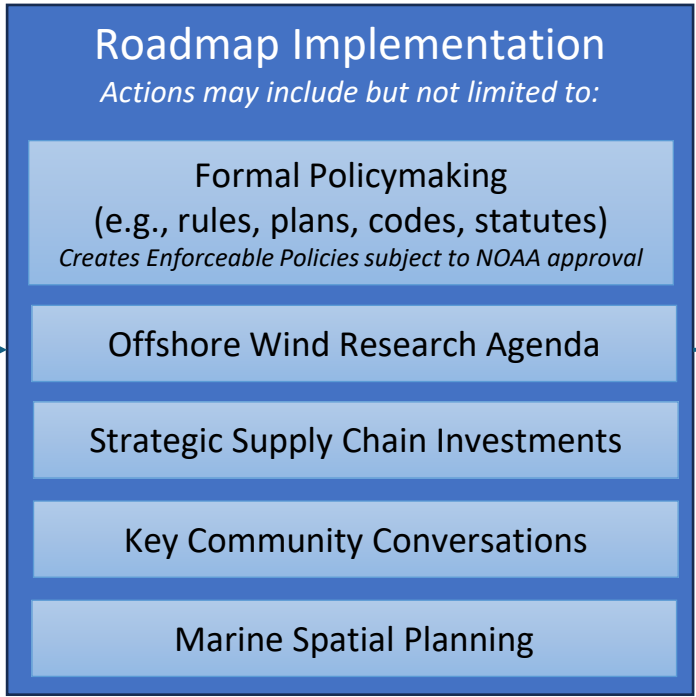 Roadmap Implementation
Actions may include but not limited to:
Formal Policymaking
(e.g., rules, plans, codes, statutes)
Creates Enforceable Policies subject to NOAA approval
Offshore Wind Research Agenda
Strategic Supply Chain Investments
Key Community Conversations
Marine Spatial Planning